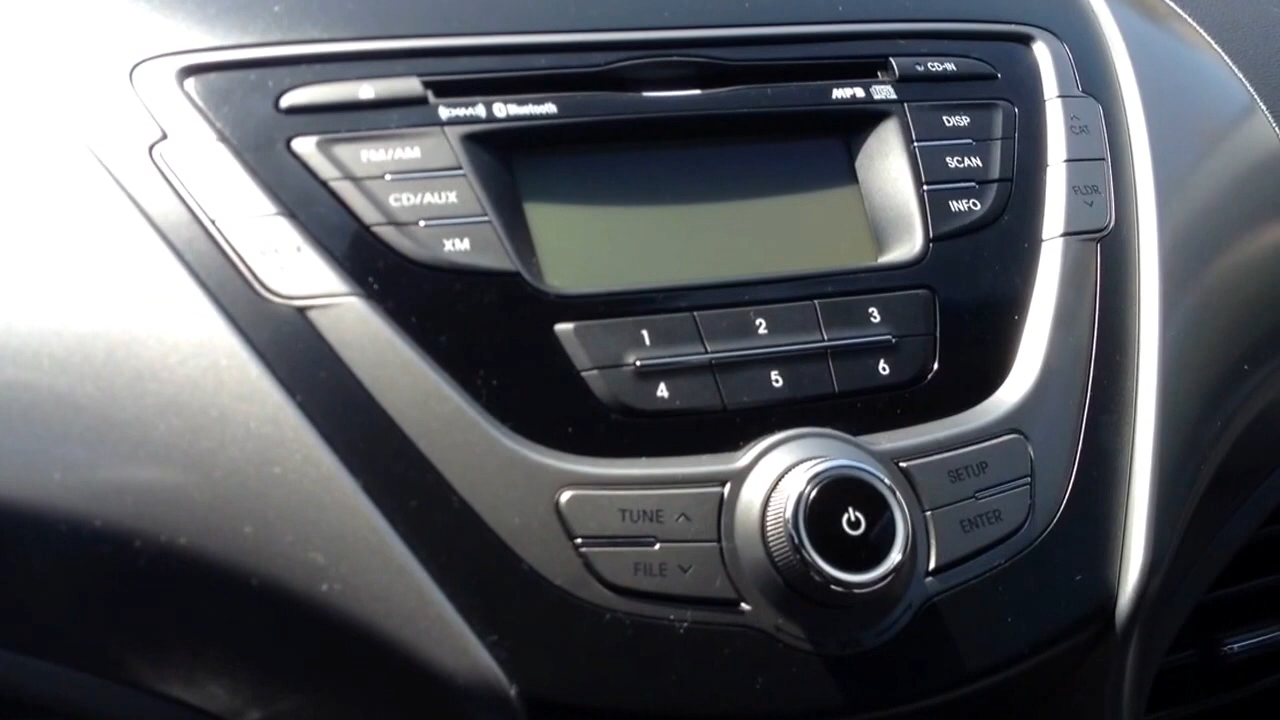 CD-IN
((XM)) Bluetooth
MP3
DISP
FM/AM
SCAN
CD/AUX
INFO
XM
CAT
FLDR
1 2 3
4 5 6
TUNE
FILE
SETUP
ENTER